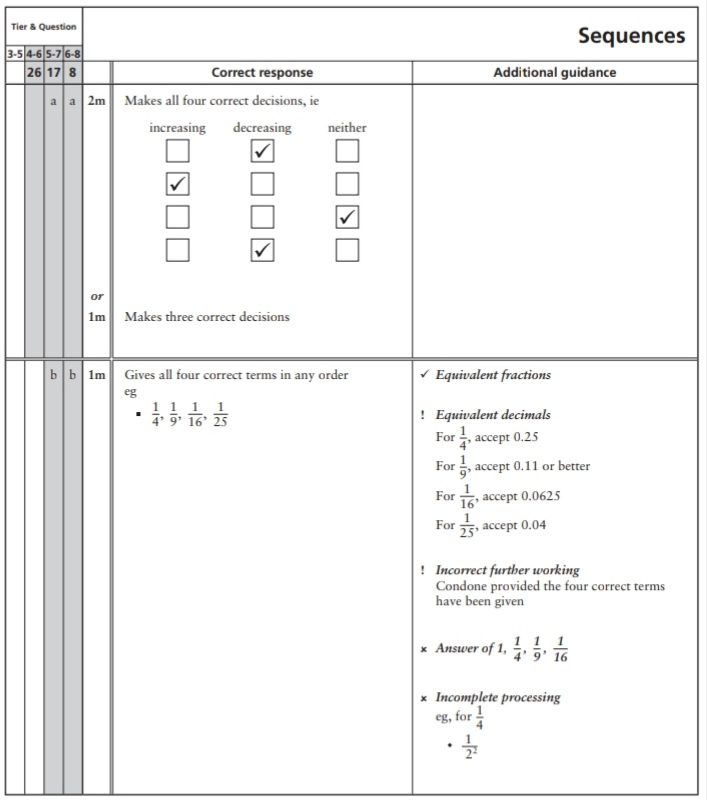 Tier & Question
Sequences
3-5 4-6 5-7 6-8
26 17 8 Correct response Additional guidance
a a 2m Makes all four correct decisions, ie
increasing decreasing neither
✓
✓
✓
✓
or
1m Makes three correct decisions
b b 1m Gives all four correct terms in any order
eg
▪ 1/4, 1/9, 1/16, 1/25
✓ Equivalent fractions
! Equivalent decimals
For 1/4, accept 0.25
For 1/9, accept 0.11 or better
For 1/16, accept 0.0625
For 1/25, accept 0.04
! Incorrect further working
Condone provided the four correct terms
have been given
× Answer of 1, 1/4, 1/9, 1/16
× Incomplete processing
eg, for 1/4
• 1/2²